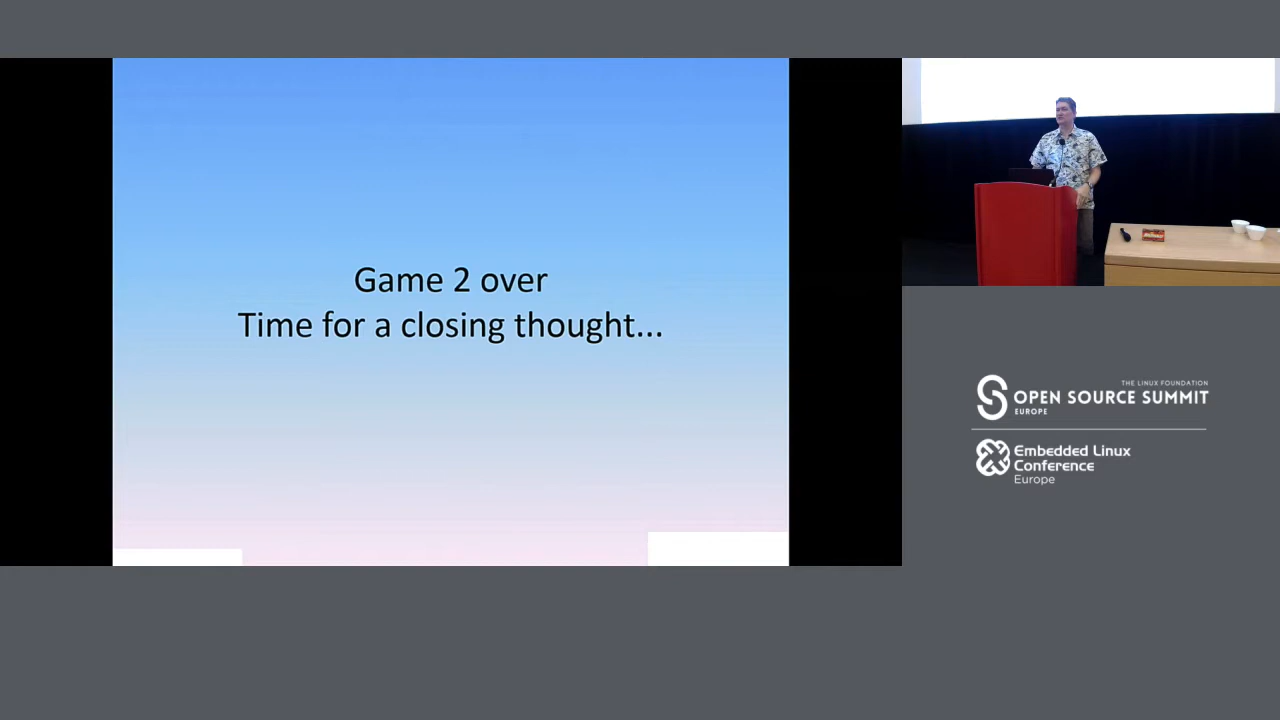 Game 2 over
Time for a closing thought...
THE LINUX FOUNDATION
OPEN SOURCE SUMMIT
EUROPE
Embedded Linux
Conference
Europe